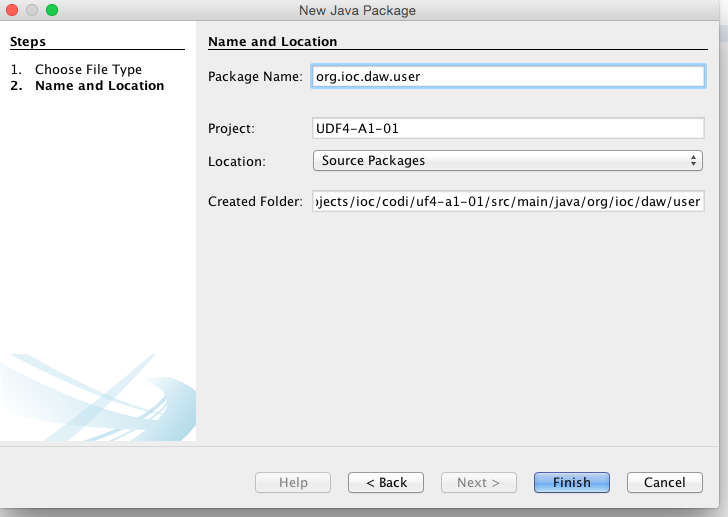 New Java Package
Steps
1. Choose File Type
2. Name and Location
Name and Location
Package Name: org.ioc.daw.user
Project: UDF4-A1-01
Location: Source Packages
Created Folder: jects/ioc/codi/uf4-a1-01/src/main/java/org/ioc/daw/user
Help < Back Next > Finish Cancel